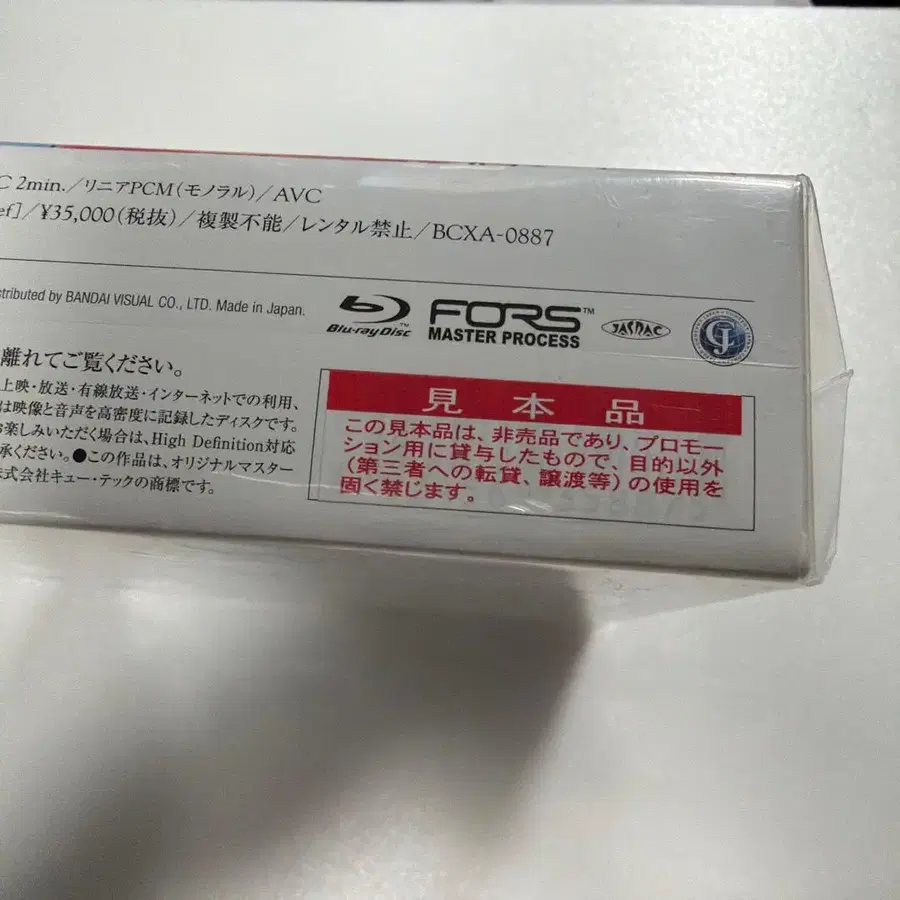 C 2min./リニアPCM(モノラル)/AVC
ef]/¥35,000(税抜)/複製不能/レンタル禁止/BCXA-0887
stributed by BANDAI VISUAL CO., LTD. Made in Japan.
Blu-ray Disc™
FORS™
MASTER PROCESS
JASRAC
離れてご覧ください。
上映・放送・有線放送・インターネットでの利用、
は映像と音声を高密度に記録したディスクです。
お楽しみいただく場合は、High Definition対応
承ください。●この作品は、オリジナルマスター
株式会社キュー・テックの商標です。
見本品
この見本品は、非売品であり、プロモー
ション用に貸与したもので、目的以外
(第三者への転貸、譲渡等)の使用を
固く禁じます。